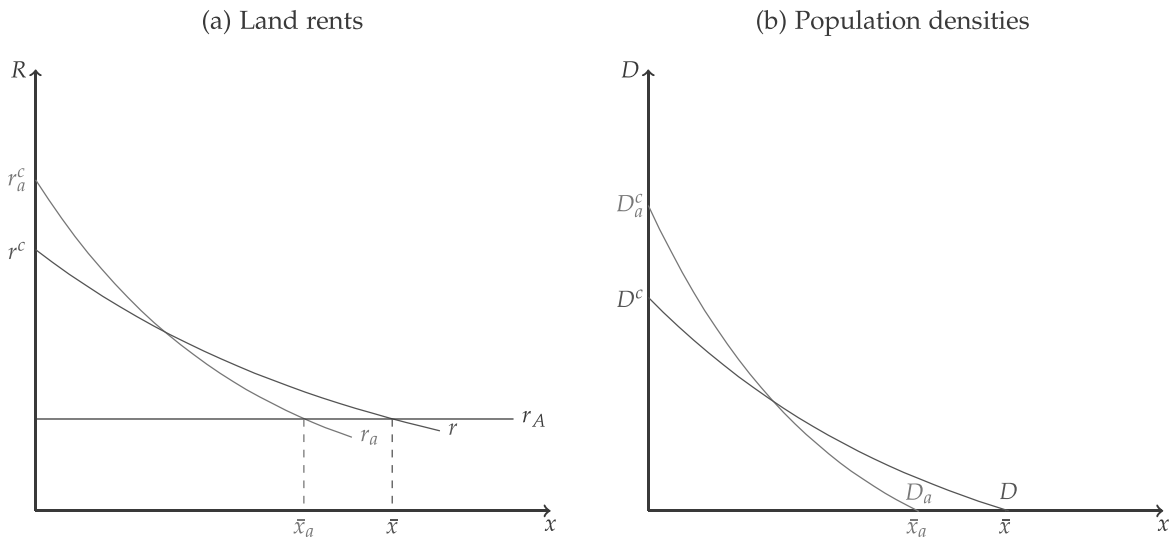 (a) Land rents
R
r_a^c
r^c
r_A
r
r_a
x̄_a
x̄
x
(b) Population densities
D
D_a^c
D^c
D_a
D
x̄_a
x̄
x